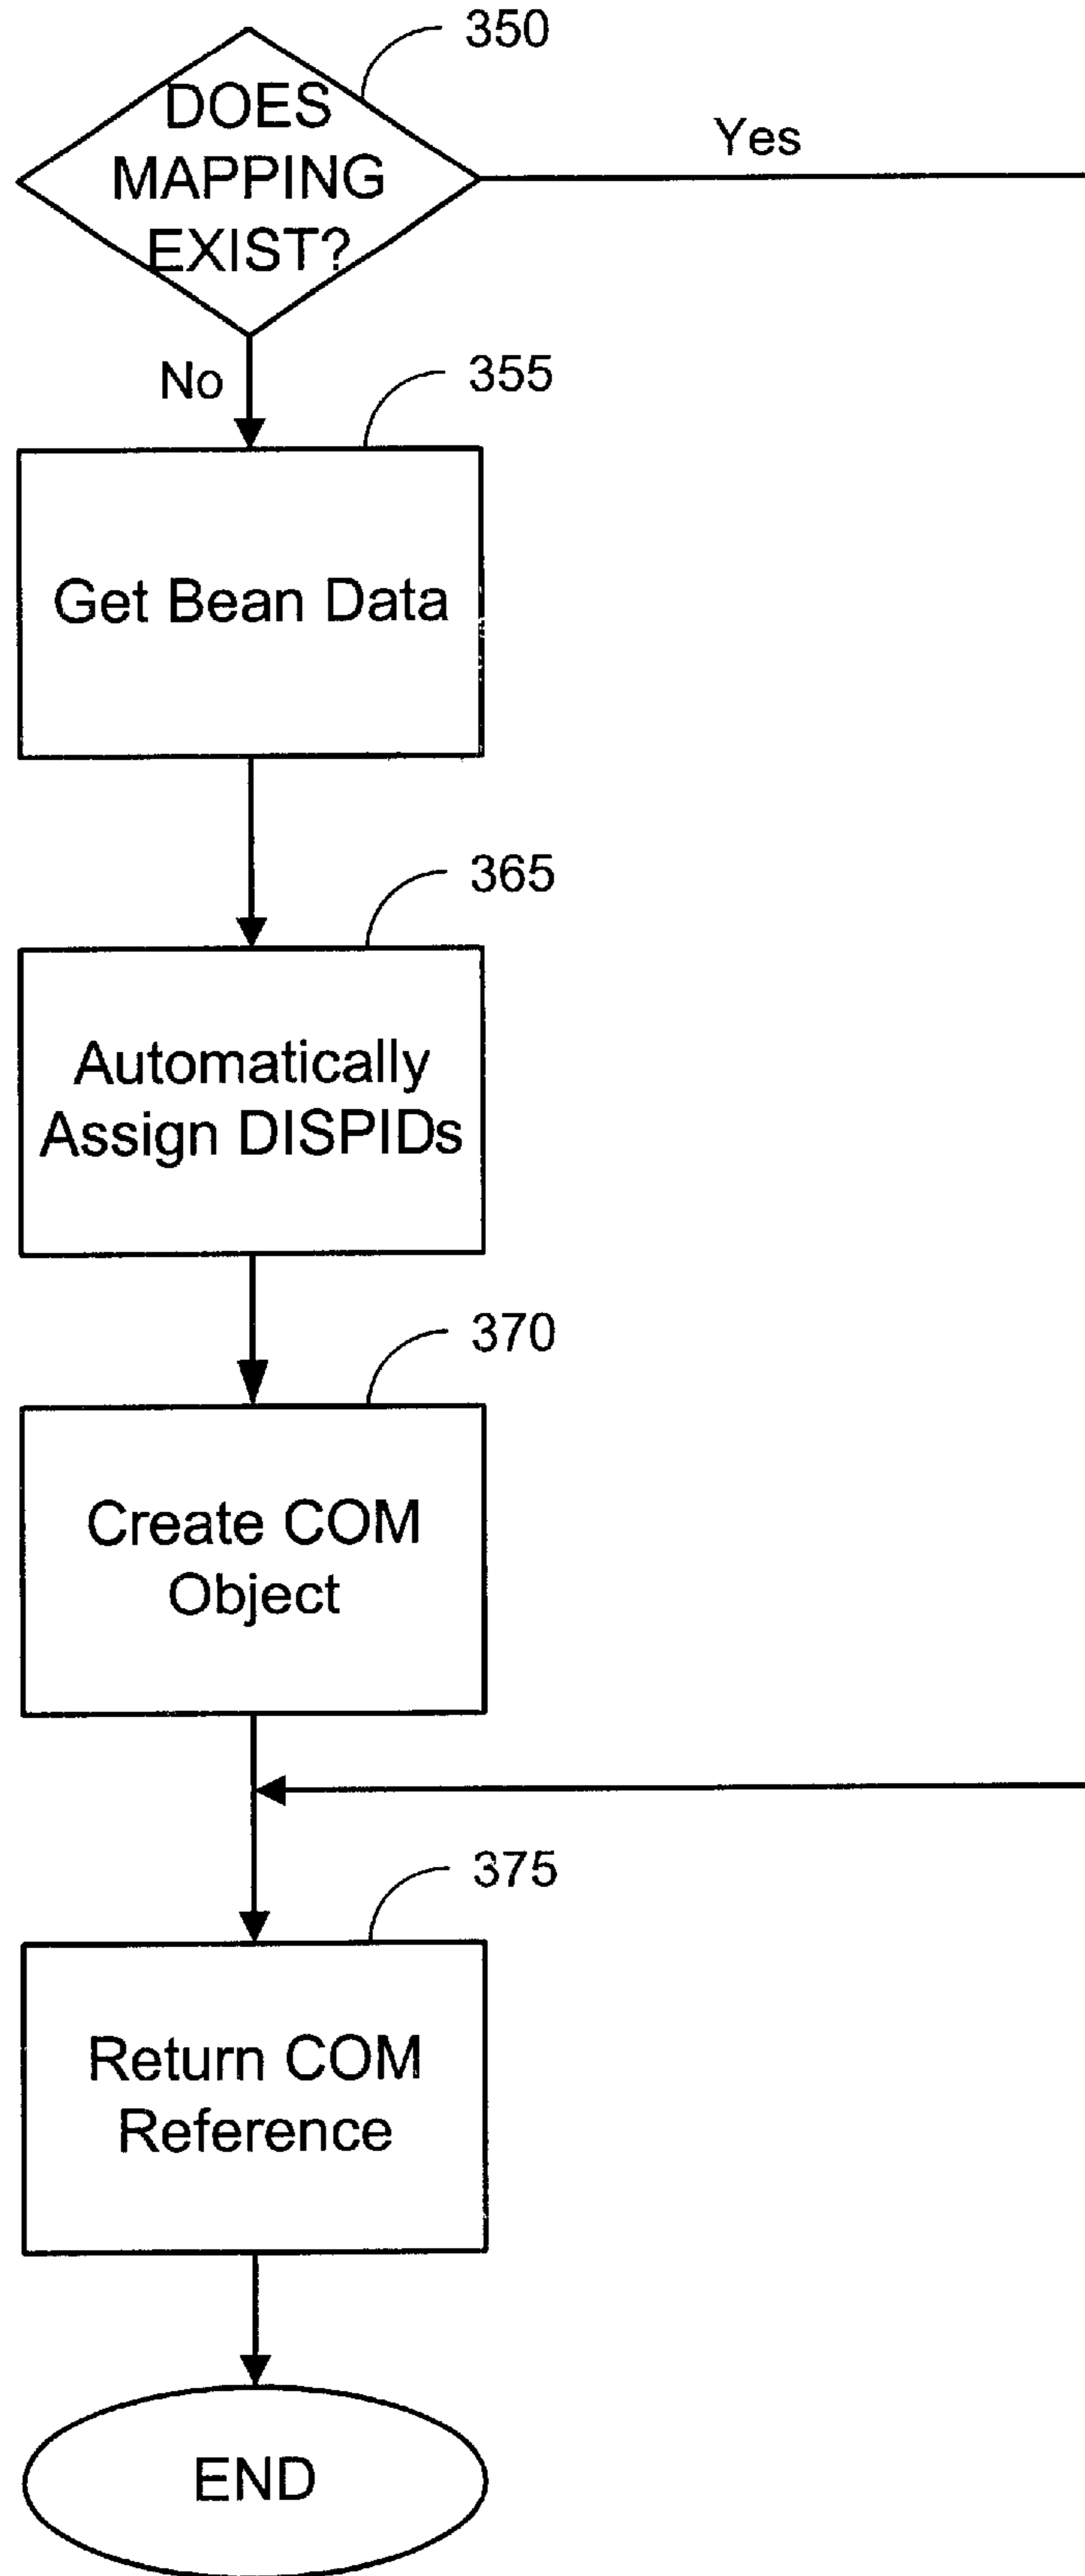 350
DOES
MAPPING
EXIST?
Yes
No
355
Get Bean Data
365
Automatically
Assign DISPIDs
370
Create COM
Object
375
Return COM
Reference
END